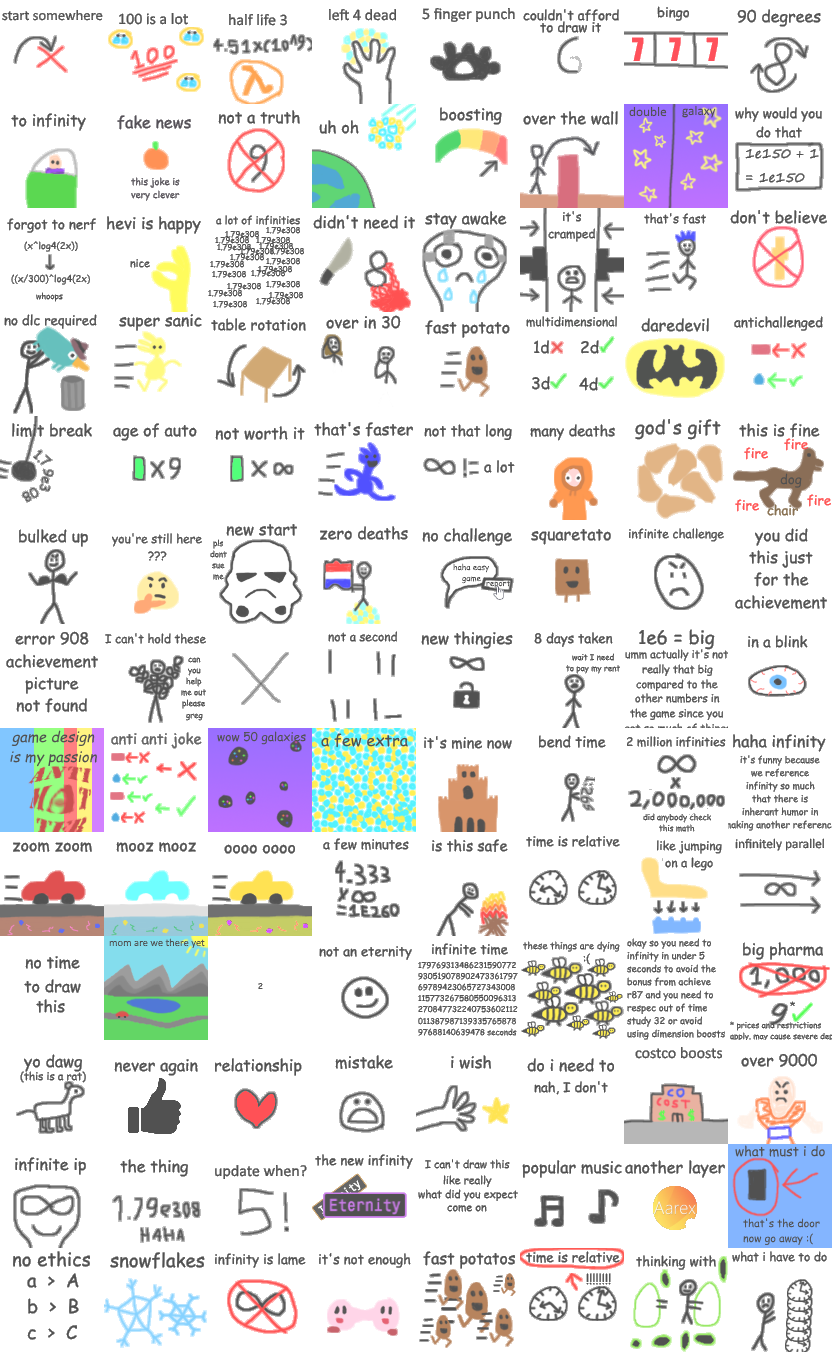 start somewhere
100 is a lot
100
half life 3
4.51x(10^19)
λ
left 4 dead
5 finger punch
couldn't afford
to draw it
bingo
7 7 7
90 degrees
8
to infinity
fake news
this joke is
very clever
not a truth
9
uh oh
boosting
over the wall
double galaxy
why would you
do that
1e150 + 1
= 1e150
forgot to nerf
(x^log4(2x))
((x/300)^log4(2x)
whoops
hevi is happy
nice
a lot of infinities
1.79e308 1.79e308
1.79e308 1.79e308
1.79e308 1.79e308
1.79e308 1.79e308
1.79e308 1.79e308
1.79e308 1.79e308
1.79e308 1.79e308
1.79e308 1.79e308
didn't need it
8
stay awake
it's
cramped
that's fast
don't believe
no dlc required
super sanic
table rotation
over in 30
fast potato
multidimensional
1d 2d
3d 4d
daredevil
antichallenged
limit break
1.79e308
age of auto
x9
not worth it
x∞
that's faster
not that long
∞ != a lot
many deaths
god's gift
this is fine
fire fire
dog
fire fire
chair
bulked up
you're still here
???
new start
pls
dont
sue
me
zero deaths
no challenge
haha easy
game
report
squaretato
infinite challenge
you did
this just
for the
achievement
error 908
achievement
picture
not found
I can't hold these
can
you
help
me out
please
greg
not a second
new thingies
∞
8 days taken
wait I need
to pay my rent
1e6 = big
umm actually it's not
really that big
compared to the
other numbers in
the game since you
in a blink
game design
is my passion
anti anti joke
wow 50 galaxies
a few extra
it's mine now
bend time
2 million infinities
∞
x
2,000,000
did anybody check
this math
haha infinity
it's funny because
we reference
infinity so much
that there is
inherant humor in
making another referenc
zoom zoom
mooz mooz
oooo oooo
a few minutes
4.333
x∞
=1E260
is this safe
time is relative
like jumping
on a lego
infinitely parallel
∞
no time
to draw
this
mom are we there yet
2
not an eternity
infinite time
179769313486231590772
93051907890247336179​7
69789423065727343008
11577326758055009631​3
27084773224075360211​2
01138798713933576587​8
97688140639478 seconds
these things are dying
:(
okay so you need to
infinity in under 5
seconds to avoid the
bonus from achieve
r87 and you need to
respec out of time
study 32 or avoid
using dimension boosts
big pharma
1,000
9*
* prices and restrictions
apply. may cause severe dep
yo dawg
(this is a rat)
never again
relationship
mistake
i wish
do i need to
nah, I don't
costco boosts
CO
COST
over 9000
infinite ip
∞
the thing
1.79e308
HAHA
update when?
5!
the new infinity
Infinity
Eternity
I can't draw this
like really
what did you expect
come on
popular music
another layer
Aarex
what must i do
that's the door
now go away :(
no ethics
a > A
b > B
c > C
snowflakes
infinity is lame
∞
it's not enough
fast potatos
time is relative
!!!!!!!!
thinking with
what i have to do